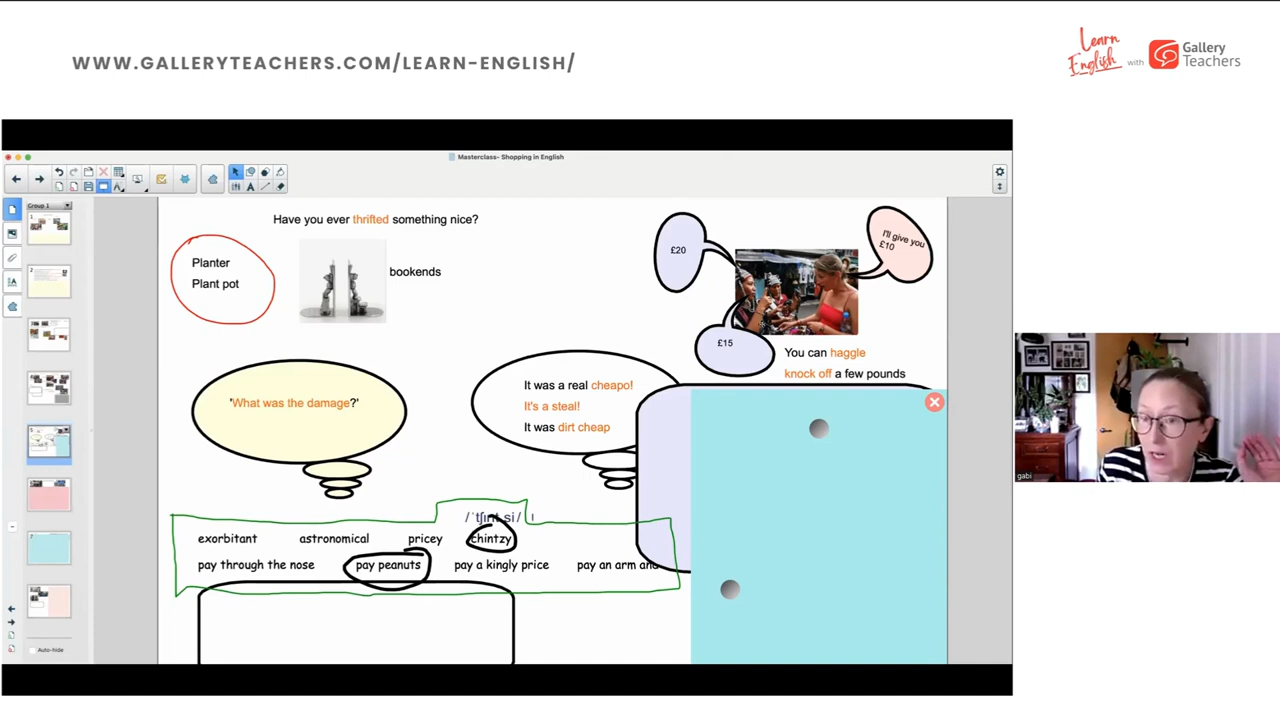 WWW.GALLERYTEACHERS.COM/LEARN-ENGLISH/
Learn
English
with
Gallery
Teachers
Masterclass- Shopping in English
Group 1
Have you ever thrifted something nice?
Planter
Plant pot
bookends
£20
I'll give you
£10
£15
You can haggle
knock off a few pounds
'What was the damage?'
It was a real cheapo!
It's a steal!
It was dirt cheap
/ˈtʃɪnt.si/
exorbitant astronomical pricey chintzy
pay through the nose pay peanuts pay a kingly price pay an arm and
Auto-hide
gabi